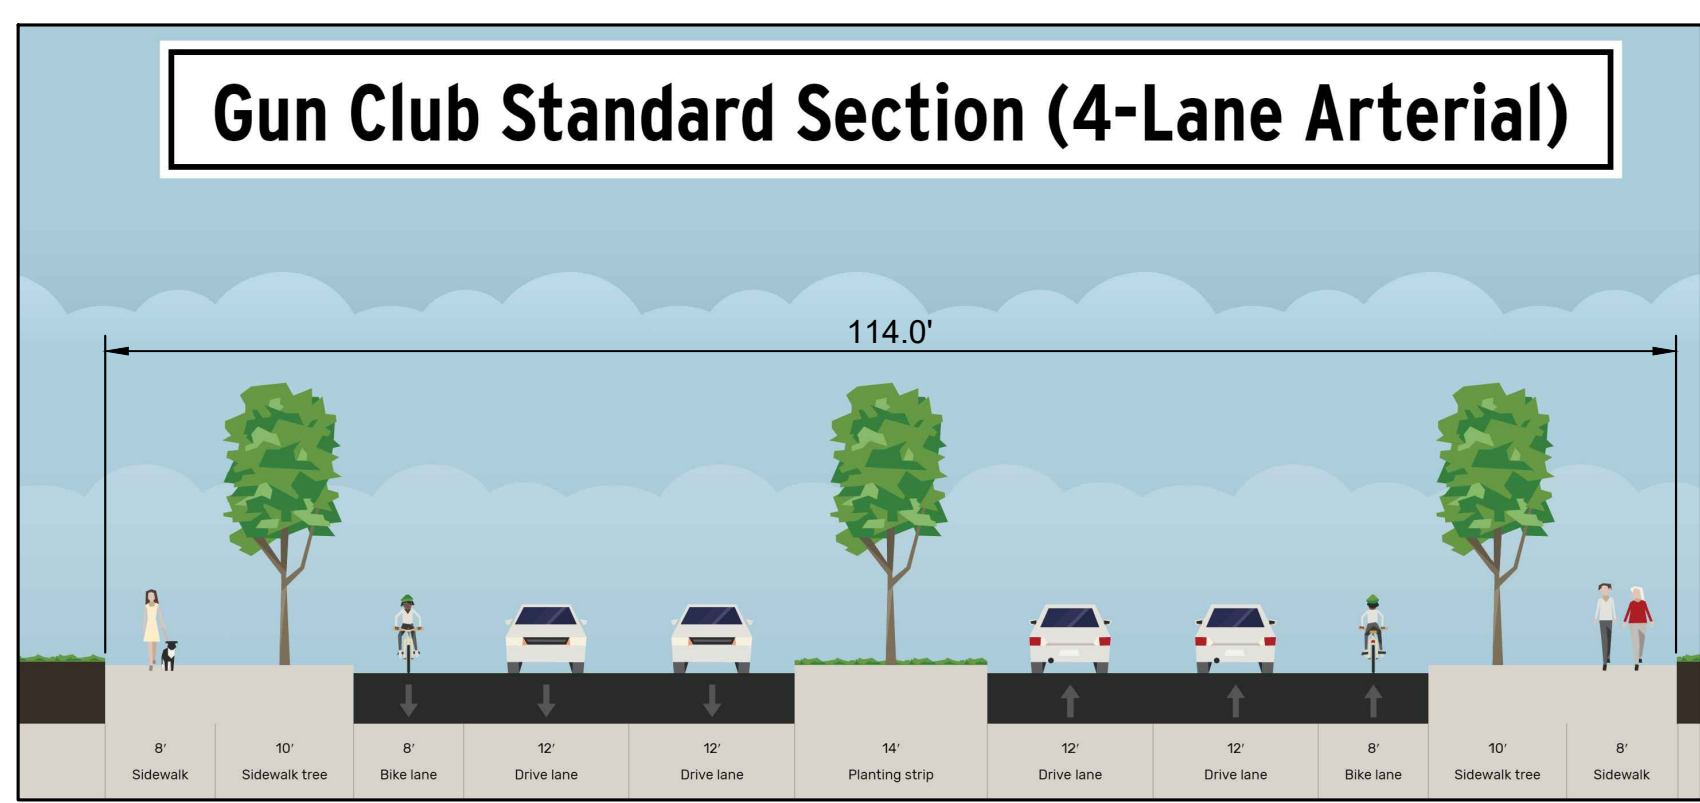 Gun Club Standard Section (4-Lane Arterial)
114.0'
8' 10' 8' 12' 12' 14' 12' 12' 8' 10' 8'
Sidewalk Sidewalk tree Bike lane Drive lane Drive lane Planting strip Drive lane Drive lane Bike lane Sidewalk tree Sidewalk